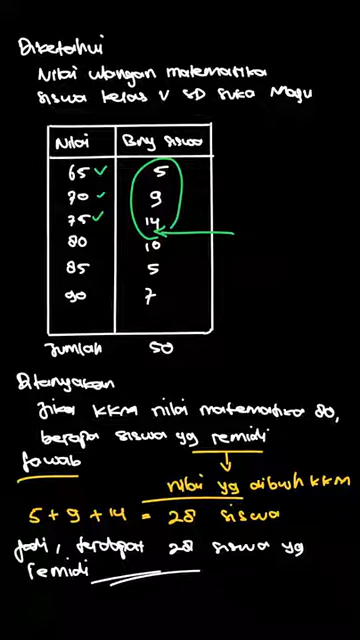 Diketahui
Nilai ulangan matematika
siswa kelas V SD Suka Maju
Nilai Bny siswa
65 5
70 9
75 14
80 10
85 5
90 7
Jumlah 50
Ditanyakan
Jika KKM nilai matematika 80,
berapa siswa yg remidi
Jawab
nilai yg dibwh KKM
5 + 9 + 14 = 28 siswa
Jadi, terdapat 28 siswa yg
remidi